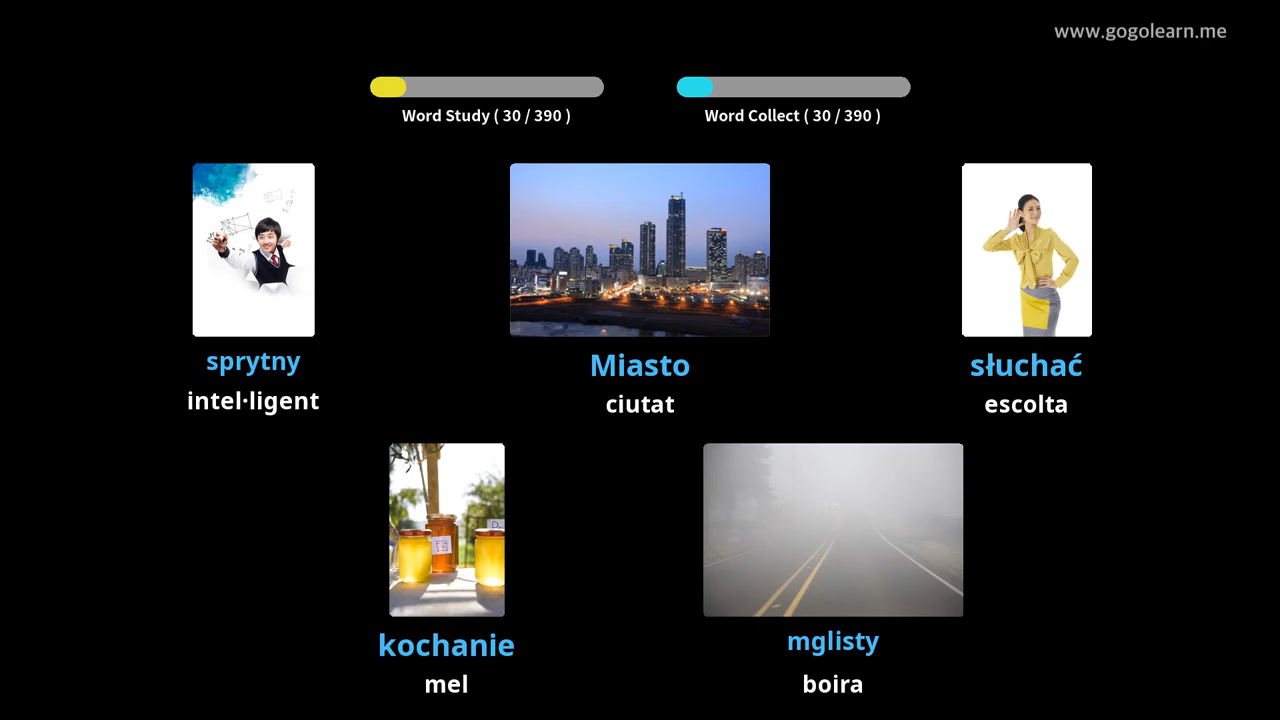 www.gogolearn.me
Word Study ( 30 / 390 )
Word Collect ( 30 / 390 )
sprytny
intel·ligent
Miasto
ciutat
słuchać
escolta
kochanie
mel
mglisty
boira